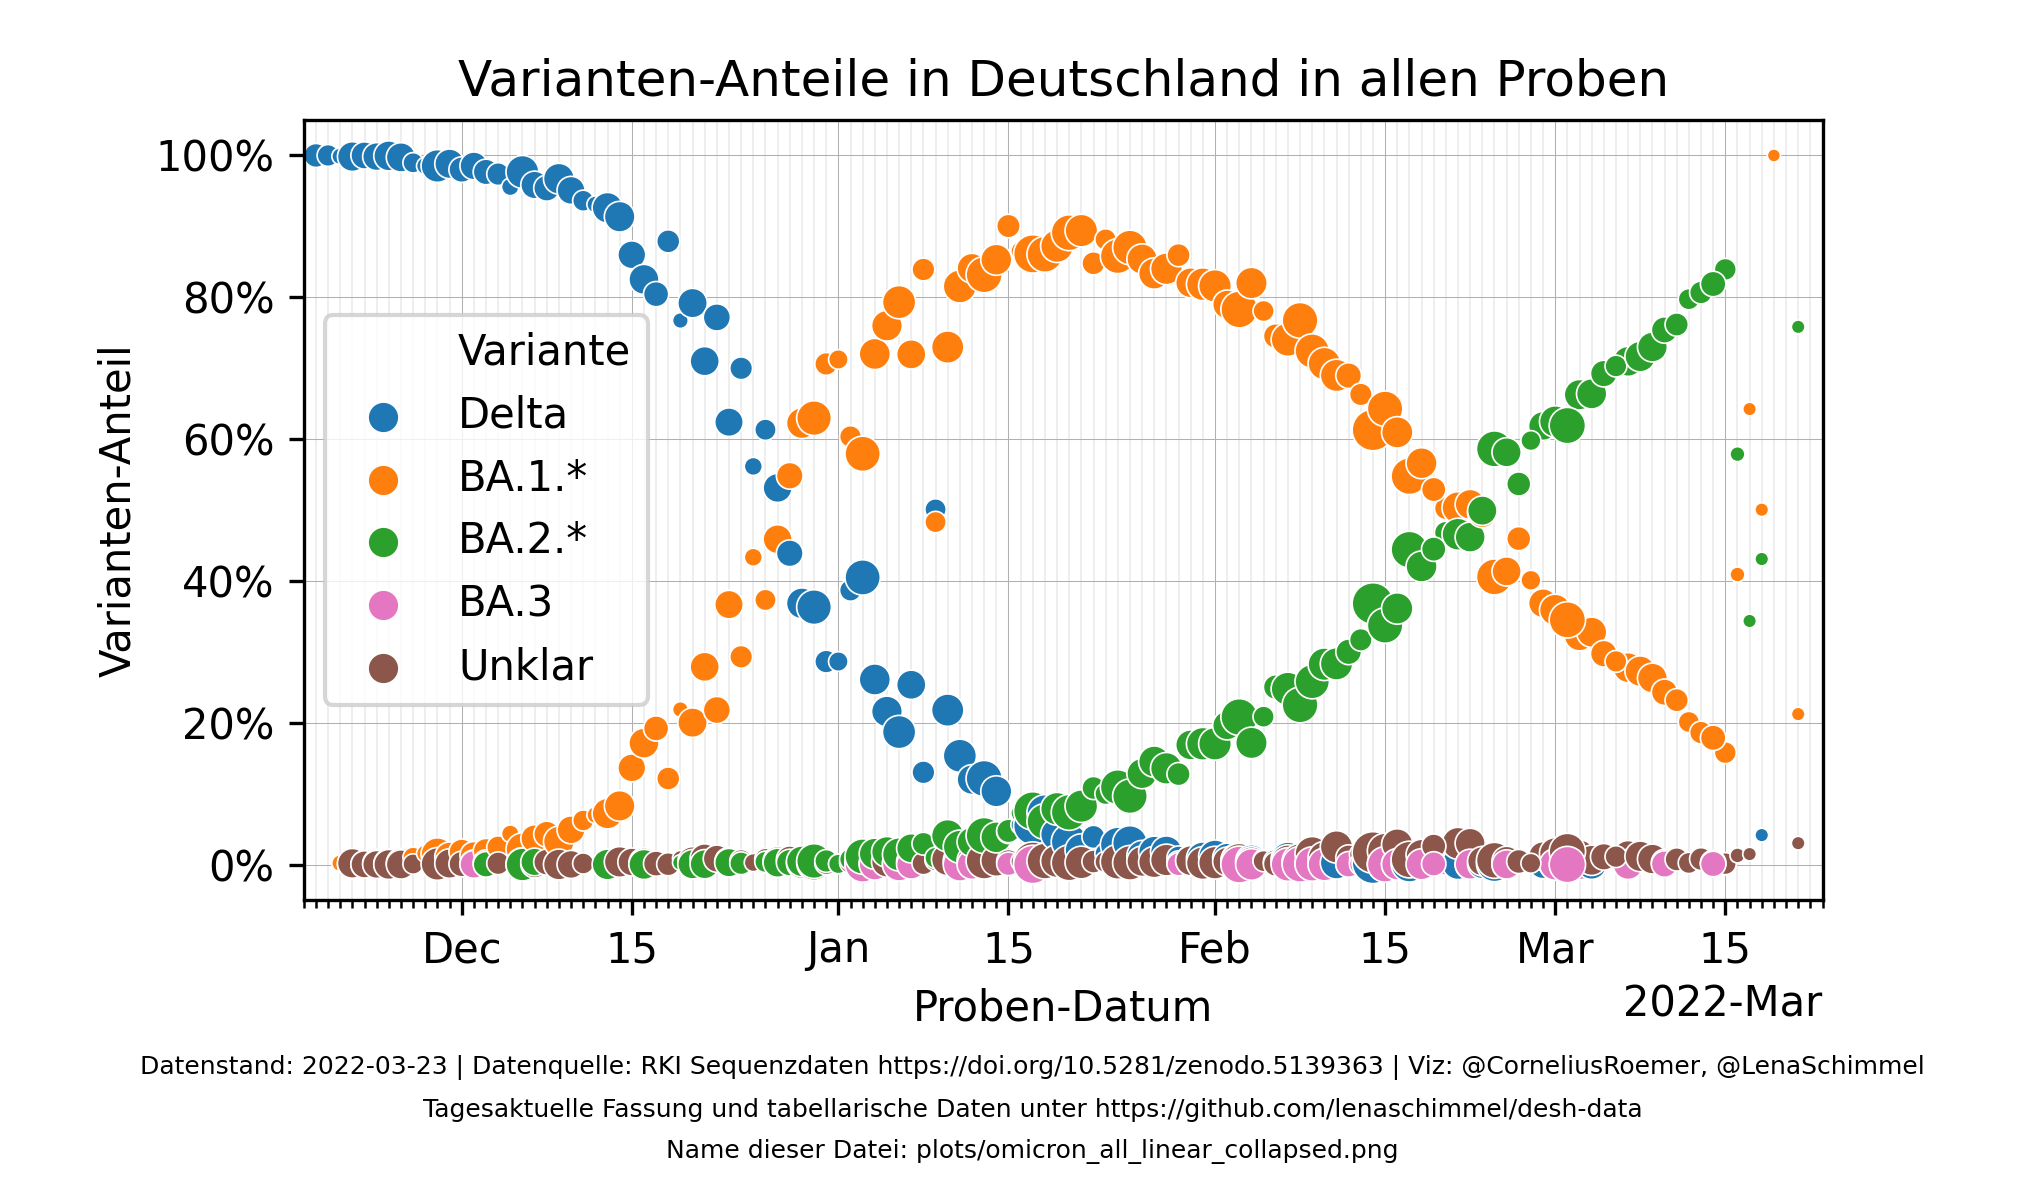 Varianten-Anteile in Deutschland in allen Proben
100%
80%
60%
40%
20%
0%
Varianten-Anteil
Variante
Delta
BA.1.*
BA.2.*
BA.3
Unklar
Dec 15 Jan 15 Feb 15 Mar 15
Proben-Datum
2022-Mar
Datenstand: 2022-03-23 | Datenquelle: RKI Sequenzdaten https://doi.org/10.5281/zenodo.5139363 | Viz: @CorneliusRoemer, @LenaSchimmel
Tagesaktuelle Fassung und tabellarische Daten unter https://github.com/lenaschimmel/desh-data
Name dieser Datei: plots/omicron_all_linear_collapsed.png